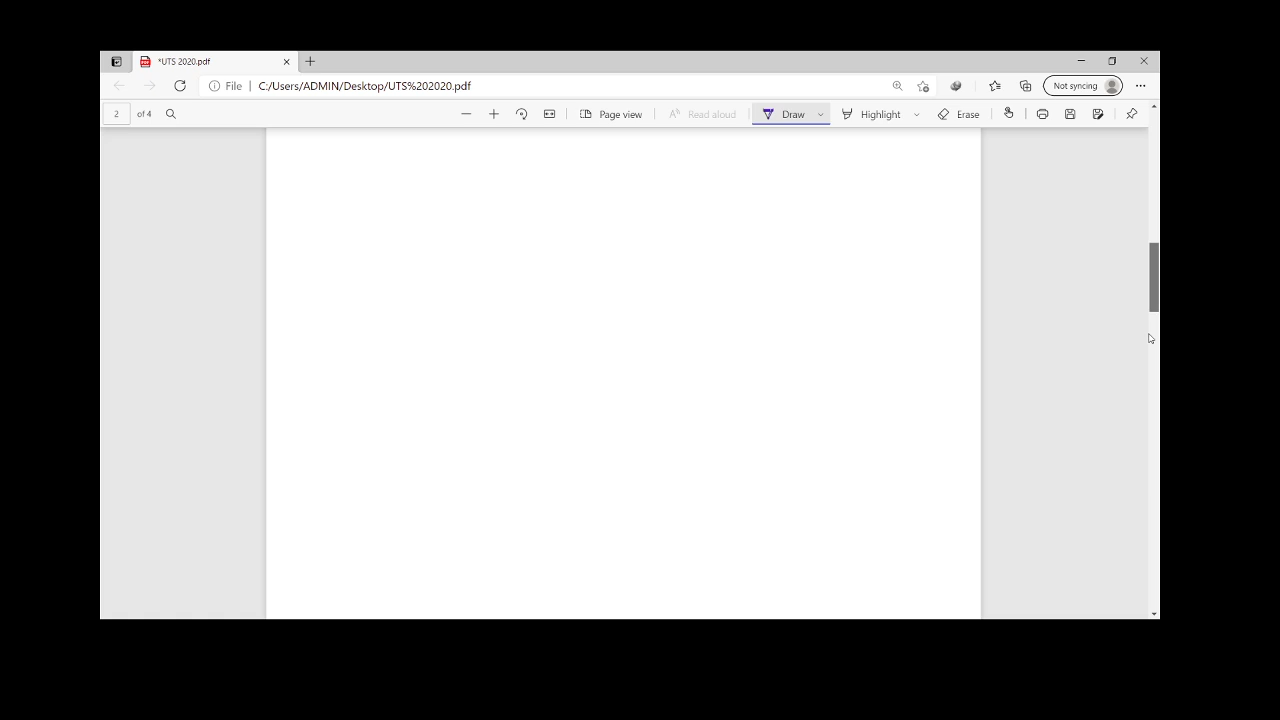 *UTS 2020.pdf
File | C:/Users/ADMIN/Desktop/UTS%202020.pdf
Not syncing
2 of 4
Page view
Read aloud
Draw
Highlight
Erase